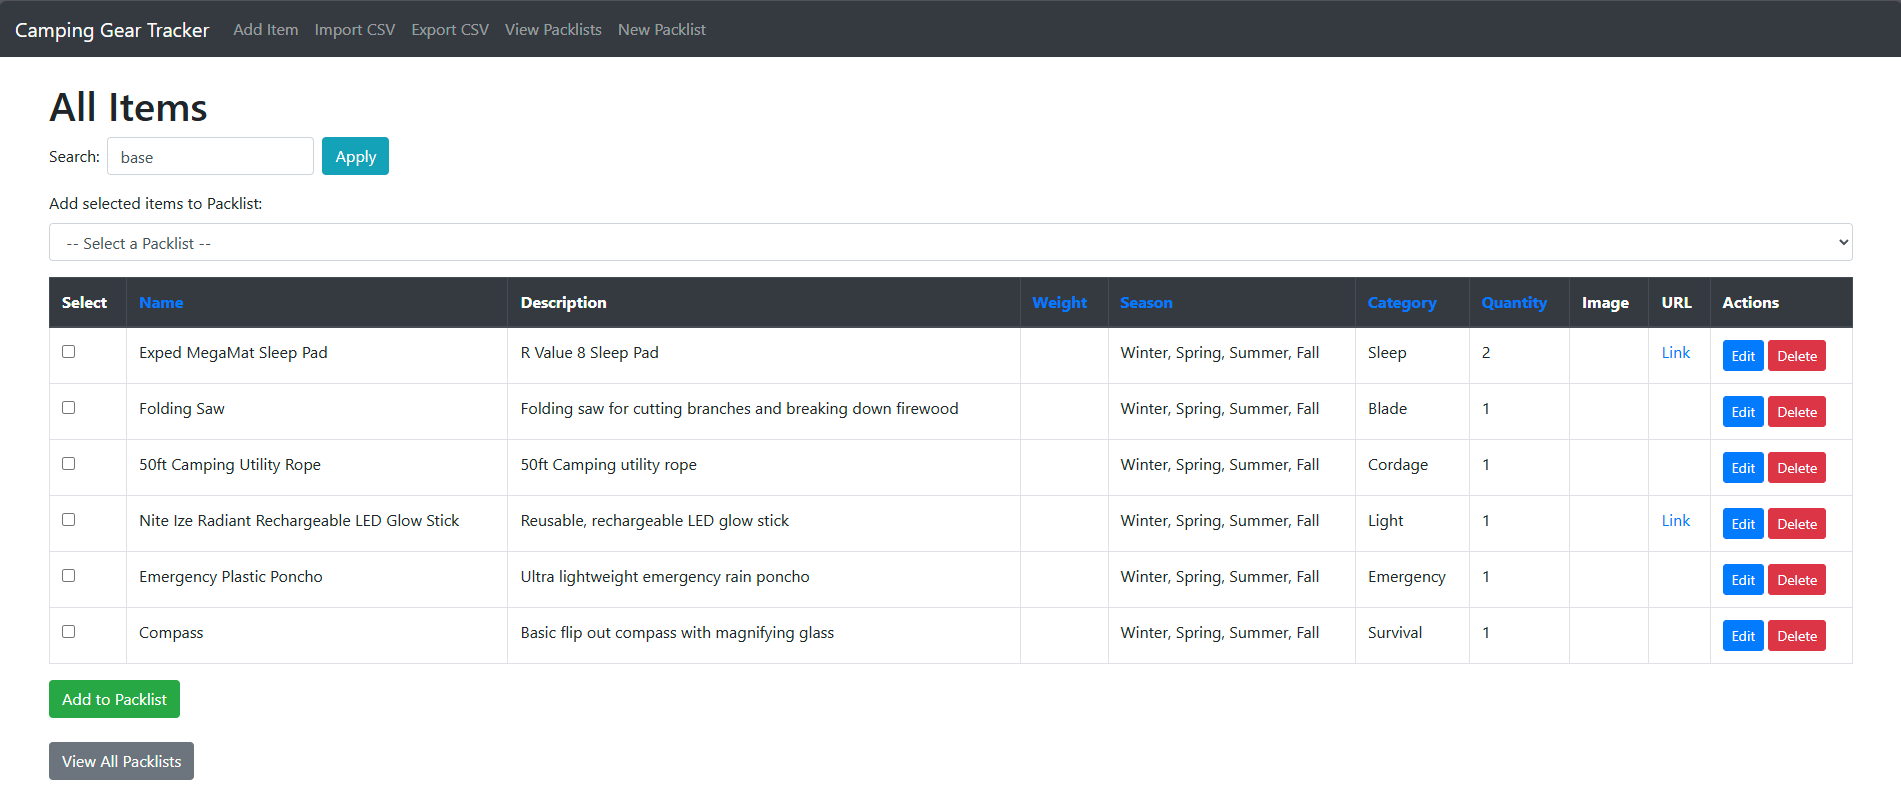 Camping Gear Tracker Add Item Import CSV Export CSV View Packlists New Packlist
All Items
Search: base Apply
Add selected items to Packlist:
-- Select a Packlist --
Select Name Description Weight Season Category Quantity Image URL Actions
Exped MegaMat Sleep Pad R Value 8 Sleep Pad Winter, Spring, Summer, Fall Sleep 2 Link Edit Delete
Folding Saw Folding saw for cutting branches and breaking down firewood Winter, Spring, Summer, Fall Blade 1 Edit Delete
50ft Camping Utility Rope 50ft Camping utility rope Winter, Spring, Summer, Fall Cordage 1 Edit Delete
Nite Ize Radiant Rechargeable LED Glow Stick Reusable, rechargeable LED glow stick Winter, Spring, Summer, Fall Light 1 Link Edit Delete
Emergency Plastic Poncho Ultra lightweight emergency rain poncho Winter, Spring, Summer, Fall Emergency 1 Edit Delete
Compass Basic flip out compass with magnifying glass Winter, Spring, Summer, Fall Survival 1 Edit Delete
Add to Packlist
View All Packlists